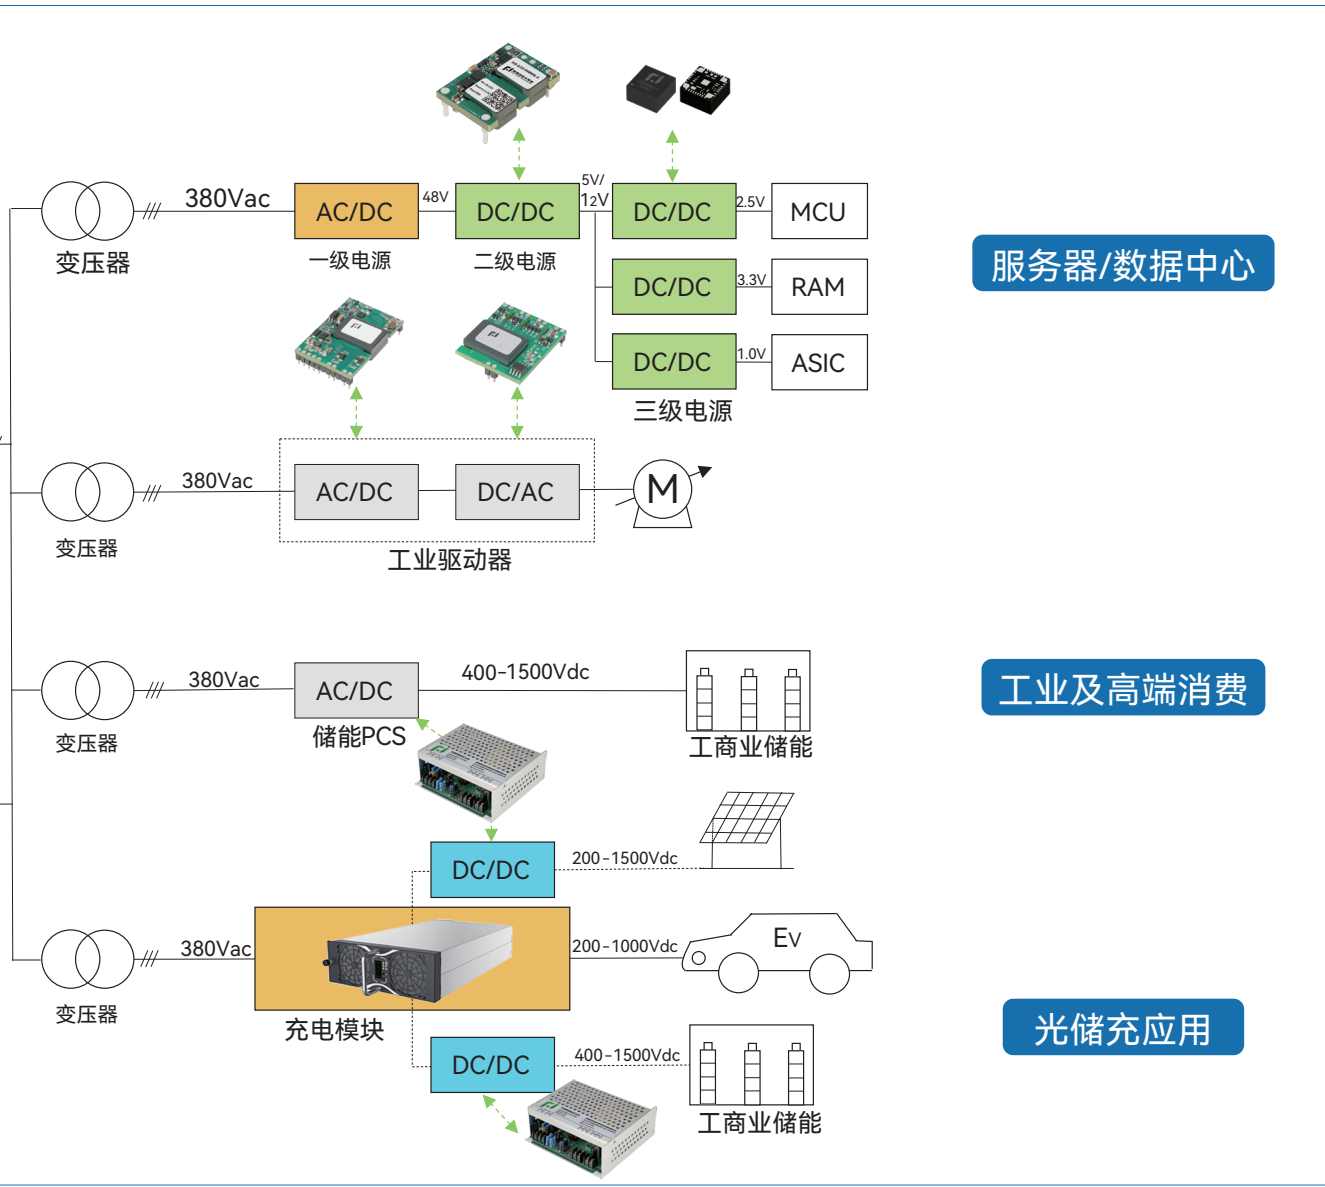 380Vac
AC/DC
48V
DC/DC
5V/
12V
DC/DC
2.5V
MCU
变压器
一级电源
二级电源
DC/DC
3.3V
RAM
服务器/数据中心
DC/DC
1.0V
ASIC
三级电源
380Vac
AC/DC
DC/AC
M
变压器
工业驱动器
380Vac
AC/DC
400-1500Vdc
变压器
储能PCS
工商业储能
工业及高端消费
DC/DC
200-1500Vdc
380Vac
200-1000Vdc
Ev
变压器
充电模块
光储充应用
DC/DC
400-1500Vdc
工商业储能